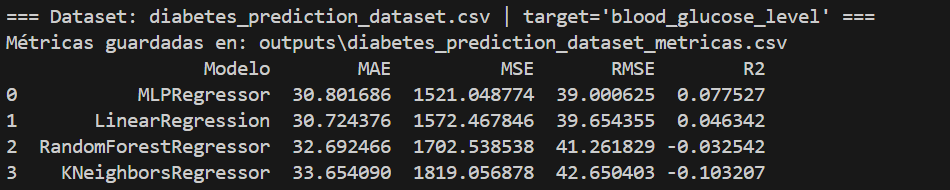 === Dataset: diabetes_prediction_dataset.csv | target='blood_glucose_level' ===
Métricas guardadas en: outputs\diabetes_prediction_dataset_metricas.csv
Modelo MAE MSE RMSE R2
0 MLPRegressor 30.801686 1521.048774 39.000625 0.077527
1 LinearRegression 30.724376 1572.467846 39.654355 0.046342
2 RandomForestRegressor 32.692466 1702.538538 41.261829 -0.032542
3 KNeighborsRegressor 33.654090 1819.056878 42.650403 -0.103207